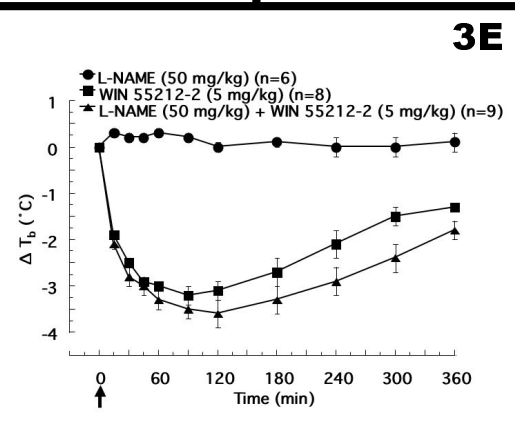 3E
L-NAME (50 mg/kg) (n=6)
WIN 55212-2 (5 mg/kg) (n=8)
L-NAME (50 mg/kg) + WIN 55212-2 (5 mg/kg) (n=9)
1
0
-1
-2
-3
-4
Δ Tb (˚C)
0 60 120 180 240 300 360
Time (min)